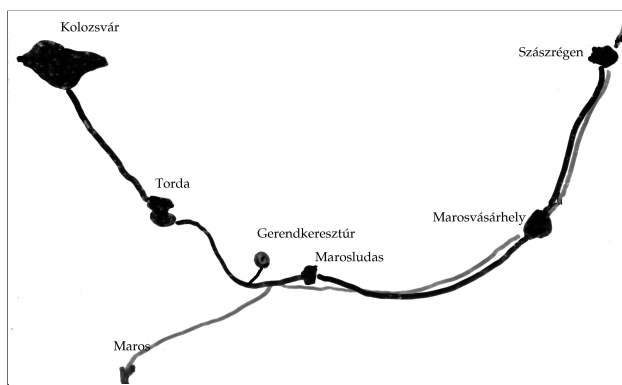 Kolozsvár
Szászrégen
Torda
Marosvásárhely
Gerendkeresztúr
Marosludas
Maros